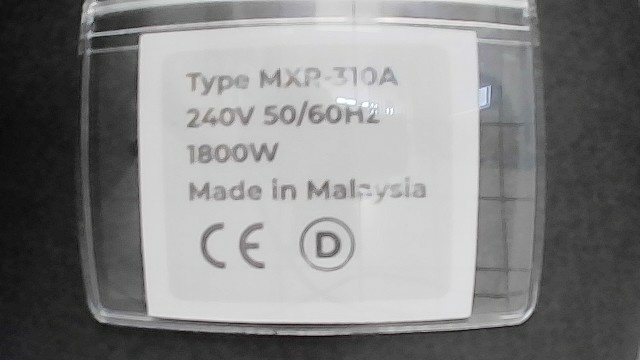 Type MXR-310A
240V 50/60Hz
1800W
Made in Malaysia
CE D